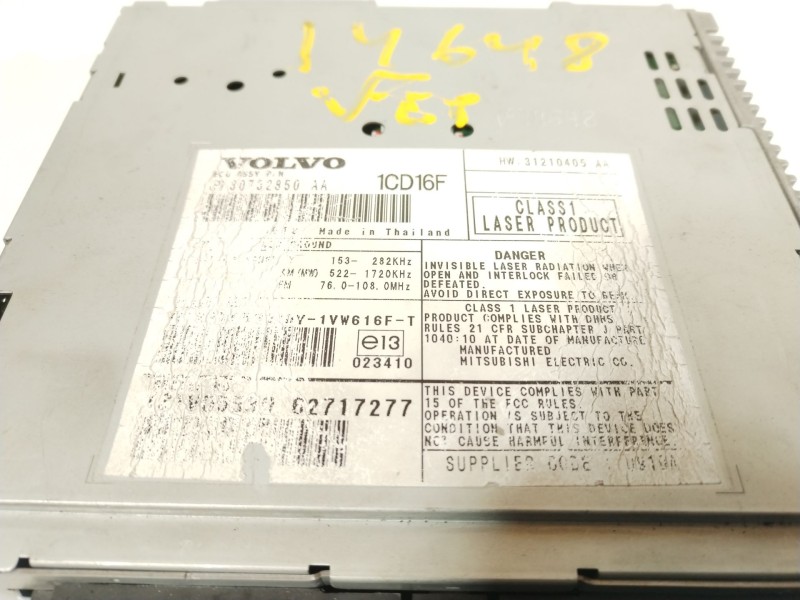 14648
VOLVO
ECU ASSY P/N
30732850 AA
1CD16F
HW. 31210405 AA
CLASS1
LASER PRODUCT
Made in Thailand
153- 282KHz
(MW) 522-1720KHz
76.0-108.0MHz
DANGER
INVISIBLE LASER RADIATION WHEN
OPEN AND INTERLOCK FAILED OR
DEFEATED.
AVOID DIRECT EXPOSURE TO BEAM
Y-1VW616F-T
e13
023410
CLASS 1 LASER PRODUCT
PRODUCT COMPLIES WITH DHHS
RULES 21 CFR SUBCHAPTER J PART
1040:10 AT DATE OF MANUFACTURE
MANUFACTURED
MITSUBISHI ELECTRIC CO.
62717277
THIS DEVICE COMPLIES WITH PART
15 OF THE FCC RULES.
OPERATION IS SUBJECT TO THE
CONDITION THAT THIS DEVICE DOES
NOT CAUSE HARMFUL INTERFERENCE.
SUPPLIER CODE